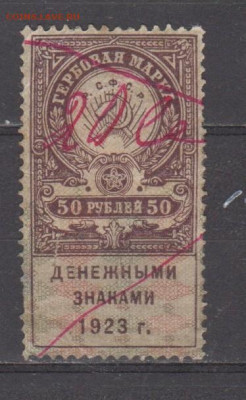 ГЕРБОВАЯ МАРКА
Р.С.Ф.С.Р.
50 РУБЛЕЙ 50
ДЕНЕЖНЫМИ
ЗНАКАМИ
1923 г.